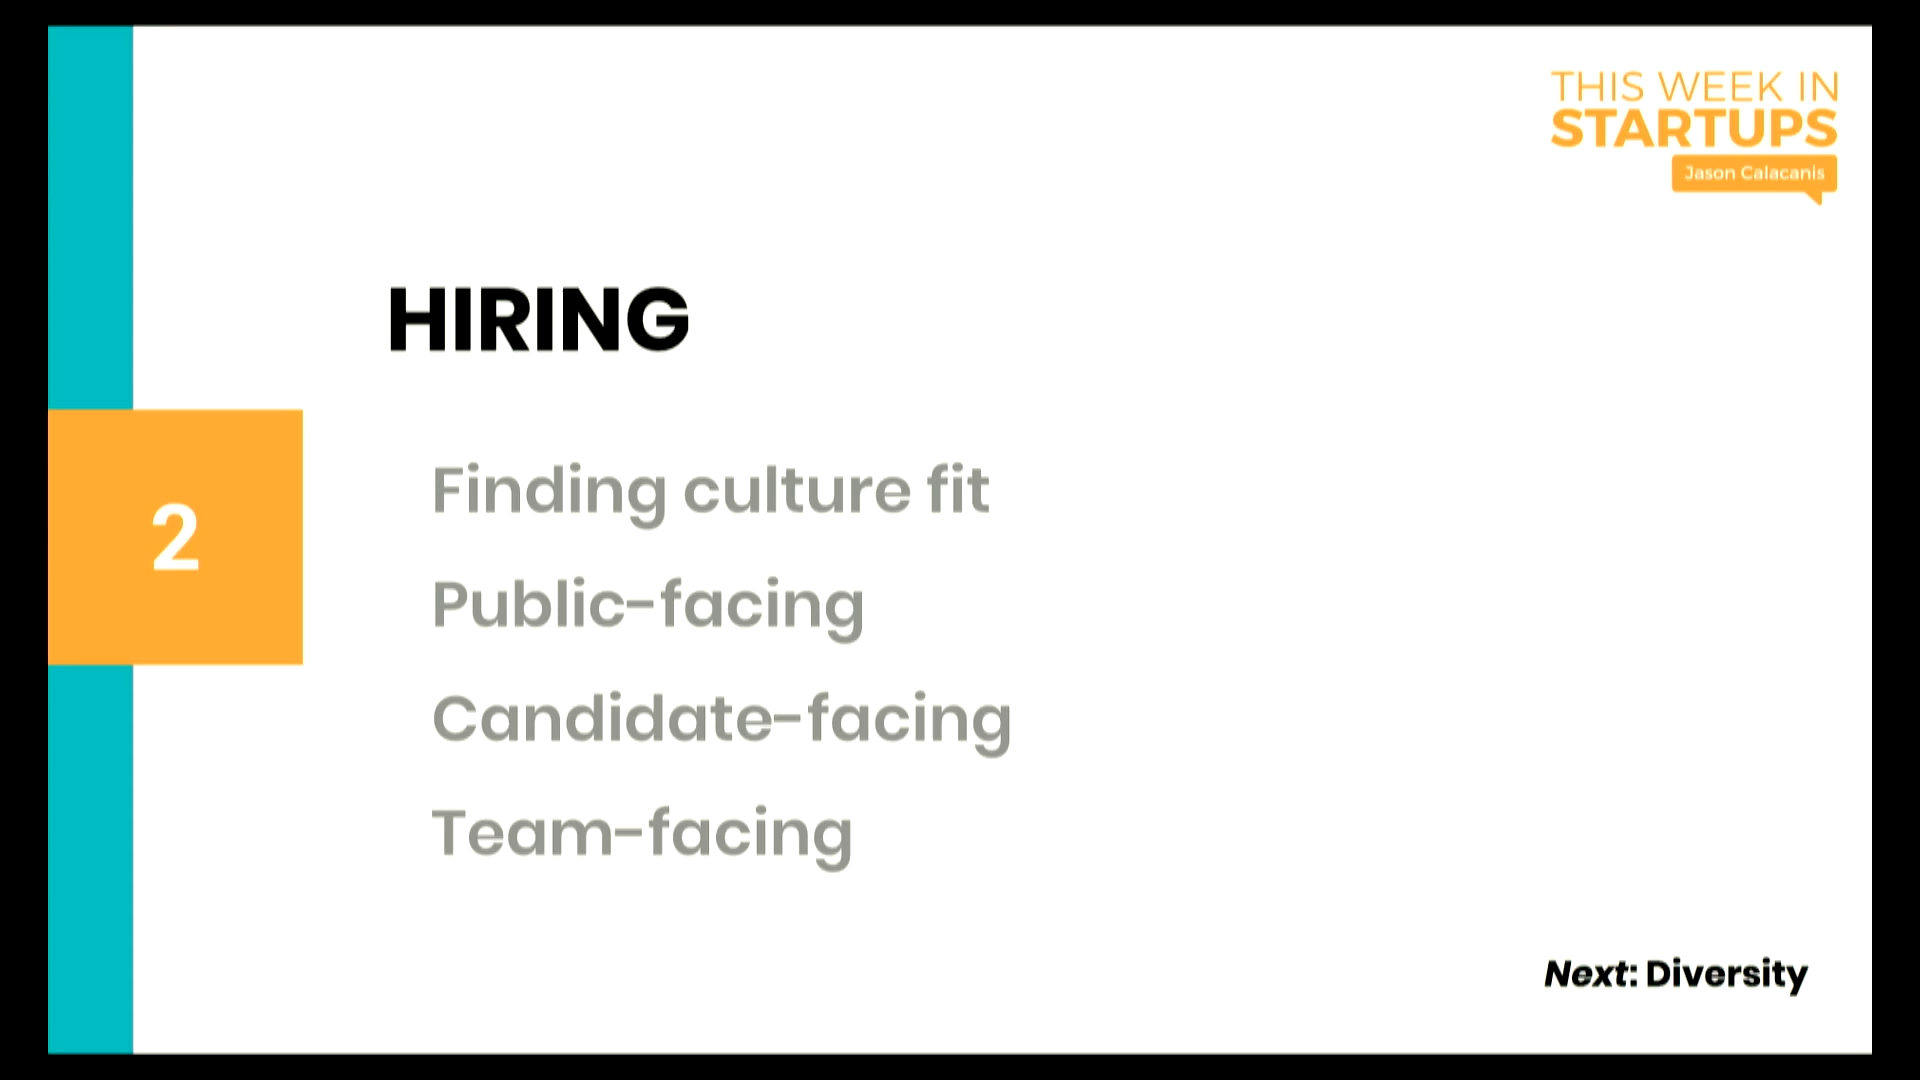 THIS WEEK IN
STARTUPS
Jason Calacanis
HIRING
2
Finding culture fit
Public-facing
Candidate-facing
Team-facing
Next: Diversity